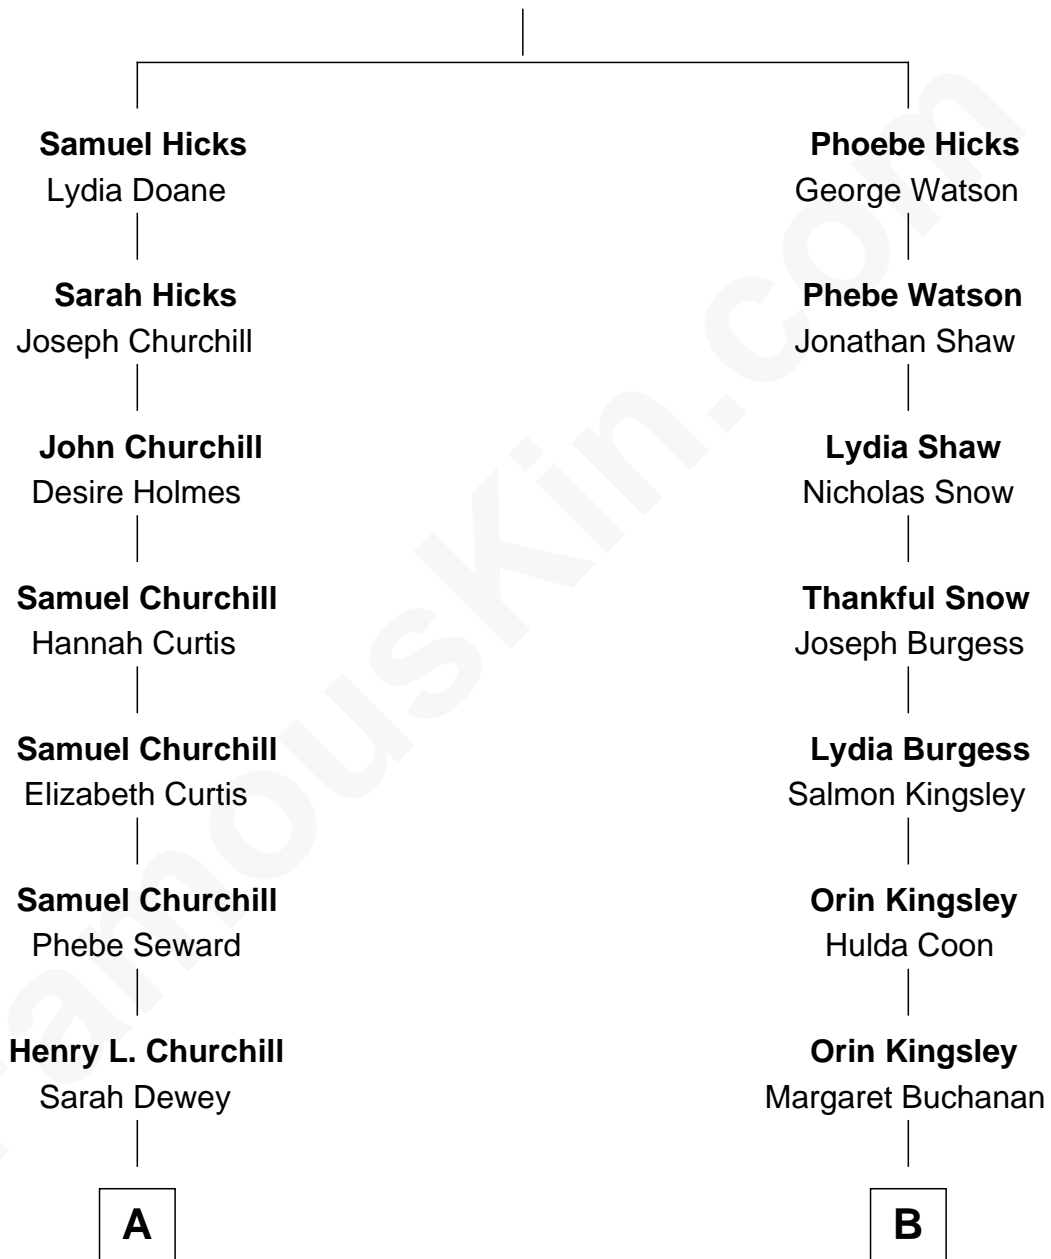 Samuel Hicks
Lydia Doane
Phoebe Hicks
George Watson
Sarah Hicks
Joseph Churchill
Phebe Watson
Jonathan Shaw
John Churchill
Desire Holmes
Lydia Shaw
Nicholas Snow
Samuel Churchill
Hannah Curtis
Thankful Snow
Joseph Burgess
Samuel Churchill
Elizabeth Curtis
Lydia Burgess
Salmon Kingsley
Samuel Churchill
Phebe Seward
Orin Kingsley
Hulda Coon
Henry L. Churchill
Sarah Dewey
Orin Kingsley
Margaret Buchanan
A
B
FamousKin.com